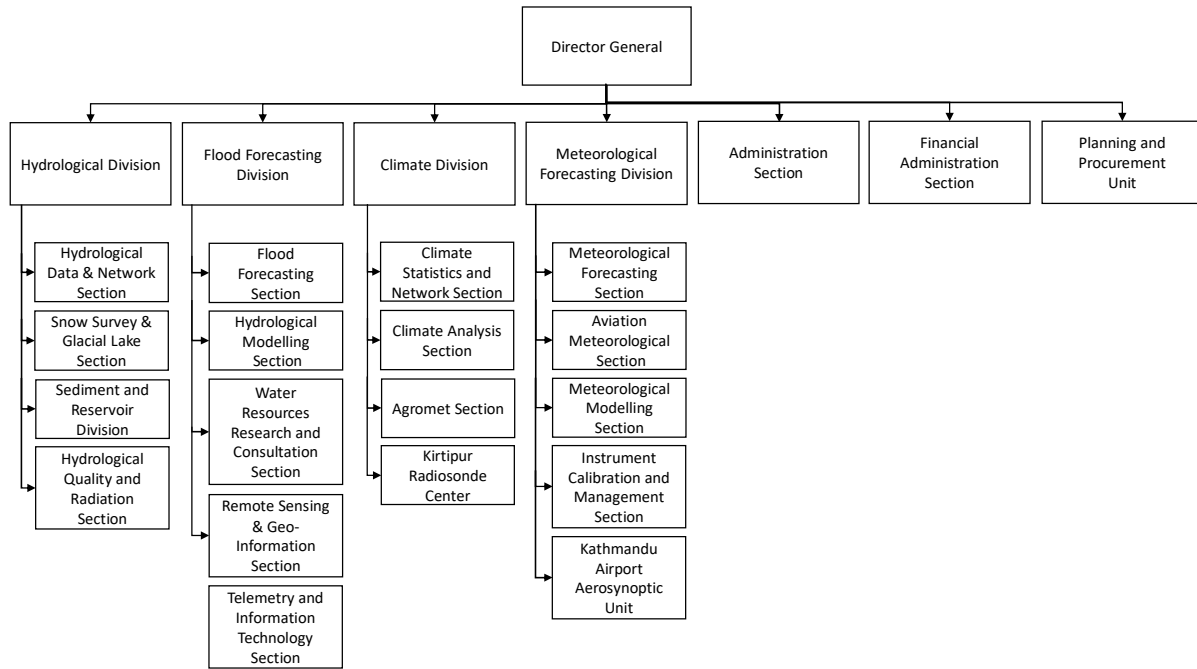 Director General
Hydrological Division
Flood Forecasting
Division
Climate Division
Meteorological
Forecasting Division
Administration
Section
Financial
Administration
Section
Planning and
Procurement
Unit
Hydrological
Data & Network
Section
Snow Survey &
Glacial Lake
Section
Sediment and
Reservoir
Division
Hydrological
Quality and
Radiation
Section
Flood
Forecasting
Section
Hydrological
Modelling
Section
Water
Resources
Research and
Consultation
Section
Remote Sensing
& Geo-
Information
Section
Telemetry and
Information
Technology
Section
Climate
Statistics and
Network Section
Climate Analysis
Section
Agromet Section
Kirtipur
Radiosonde
Center
Meteorological
Forecasting
Section
Aviation
Meteorological
Section
Meteorological
Modelling
Section
Instrument
Calibration and
Management
Section
Kathmandu
Airport
Aerosynoptic
Unit